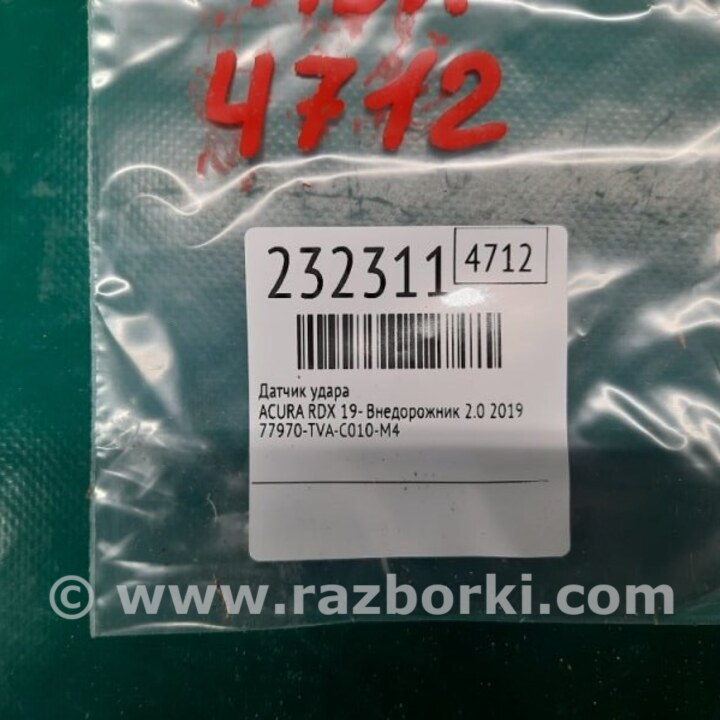 4712
232311 4712
Датчик удара
ACURA RDX 19- Внедорожник 2.0 2019
77970-TVA-C010-M4
© www.razborki.com